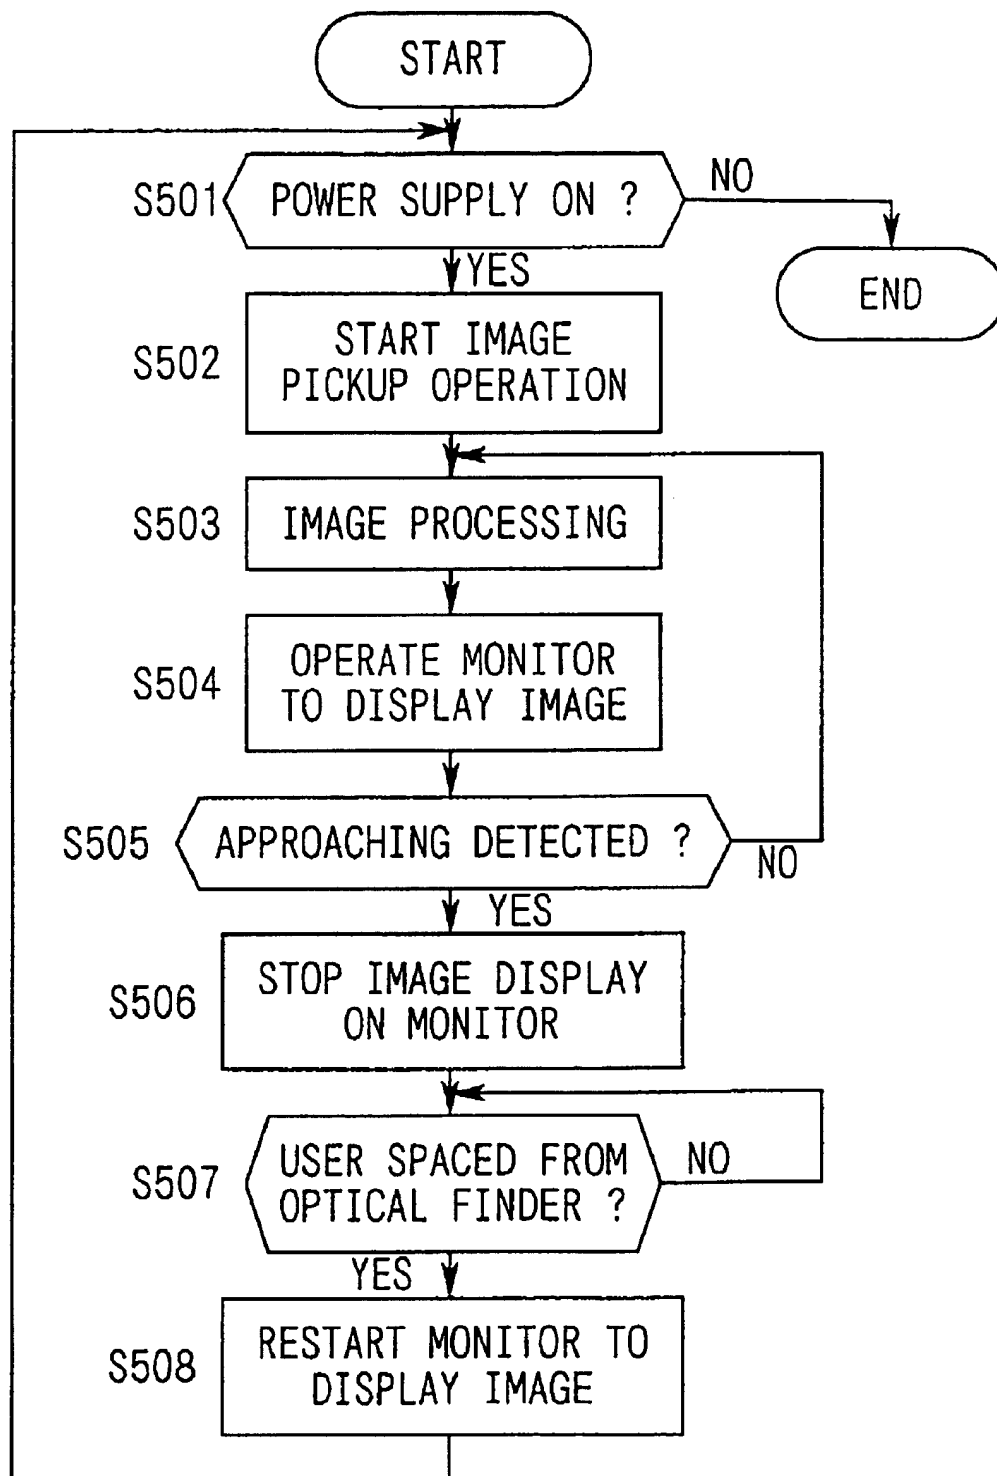 START
S501
POWER SUPPLY ON ?
NO
END
YES
S502
START IMAGE
PICKUP OPERATION
S503
IMAGE PROCESSING
S504
OPERATE MONITOR
TO DISPLAY IMAGE
S505
APPROACHING DETECTED ?
NO
YES
S506
STOP IMAGE DISPLAY
ON MONITOR
S507
USER SPACED FROM
OPTICAL FINDER ?
NO
YES
S508
RESTART MONITOR TO
DISPLAY IMAGE